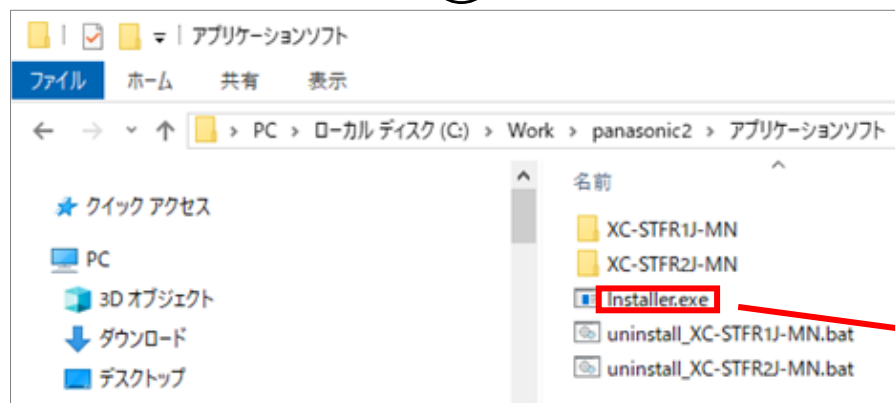 アプリケーションソフト
ファイル ホーム 共有 表示
PC > ローカル ディスク (C:) > Work > panasonic2 > アプリケーションソフト
名前
クイック アクセス
XC-STFR1J-MN
PC
XC-STFR2J-MN
3D オブジェクト
Installer.exe
ダウンロード
uninstall_XC-STFR1J-MN.bat
デスクトップ
uninstall_XC-STFR2J-MN.bat